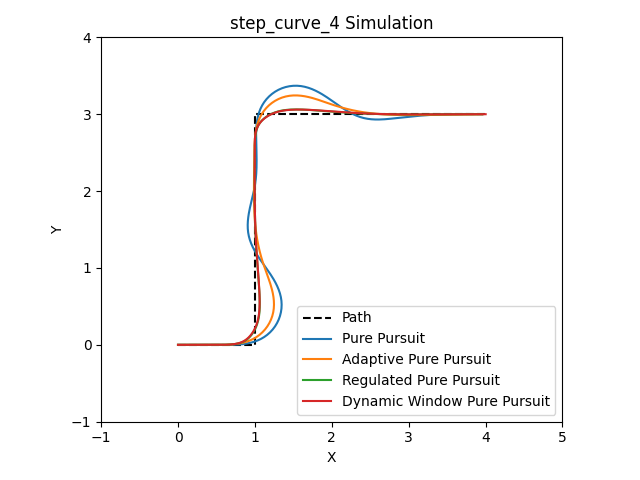 step_curve_4 Simulation
4
3
2
1
0
−1
Y
Path
Pure Pursuit
Adaptive Pure Pursuit
Regulated Pure Pursuit
Dynamic Window Pure Pursuit
−1 0 1 2 3 4 5
X